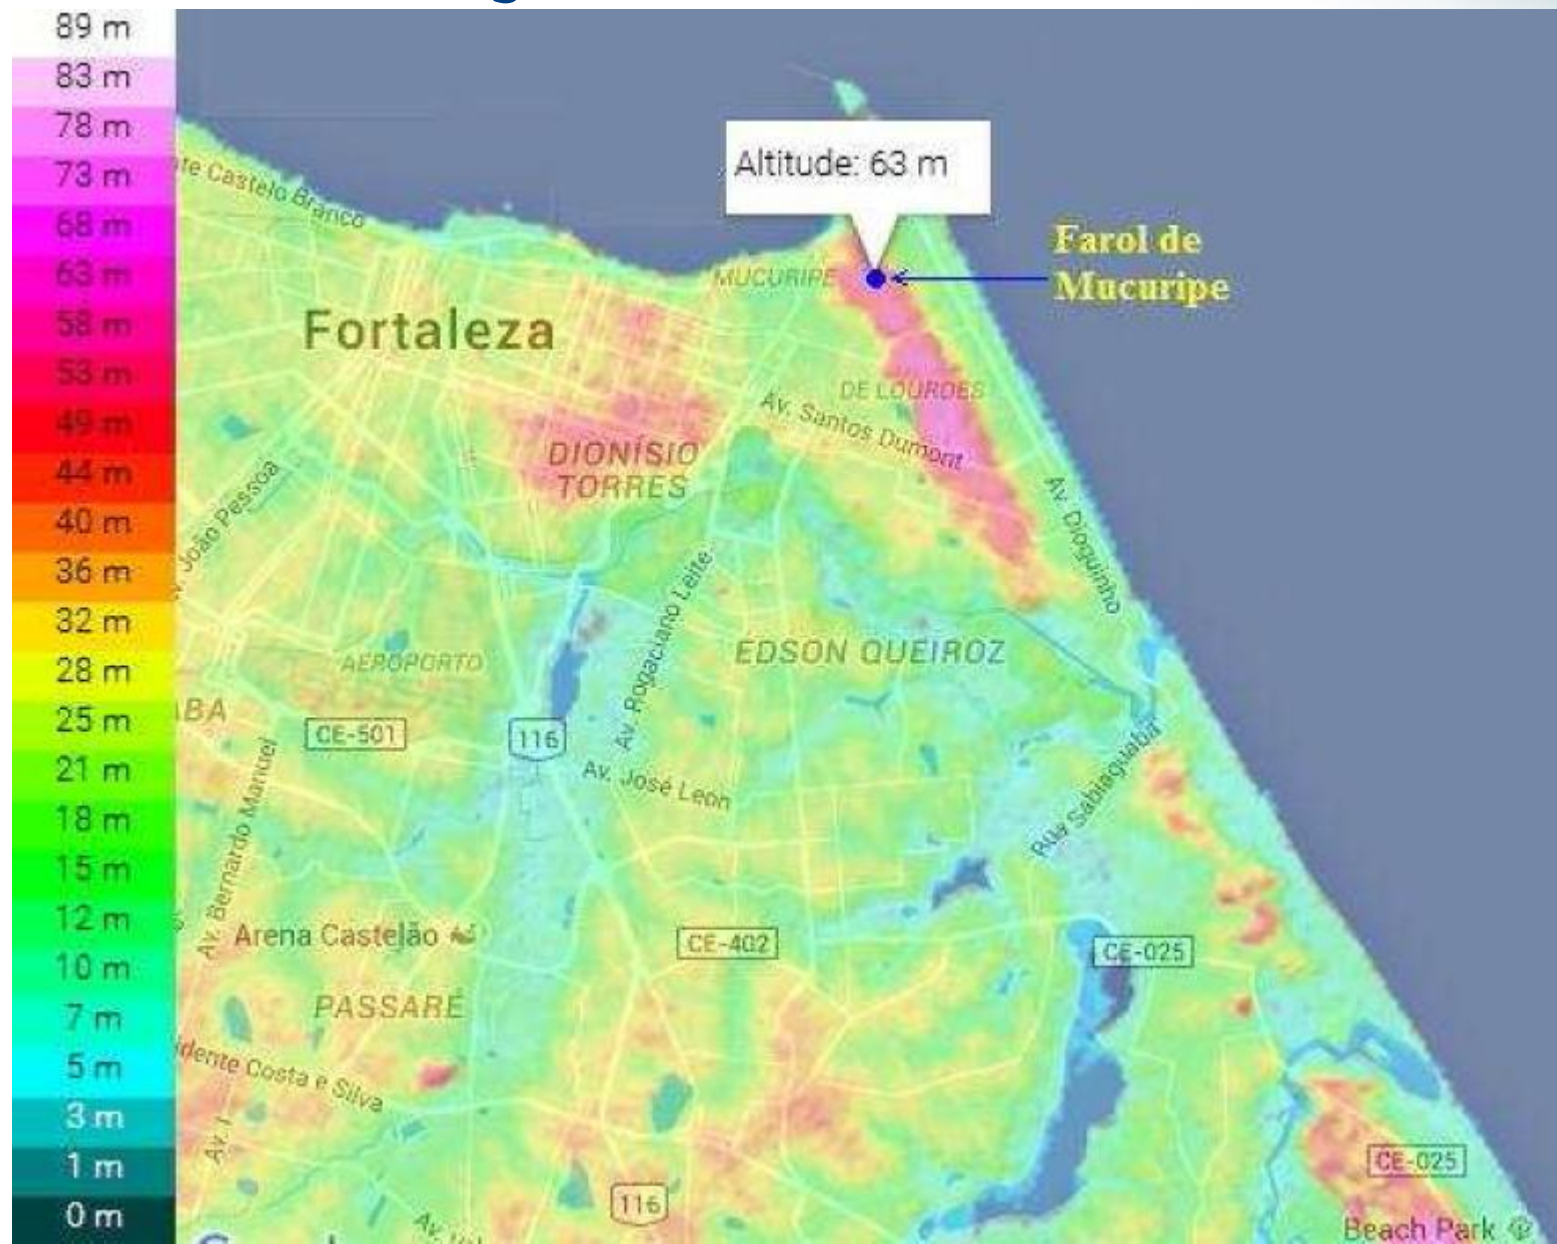 89 m
83 m
78 m
73 m
68 m
63 m
58 m
53 m
49 m
44 m
40 m
36 m
32 m
28 m
25 m
21 m
18 m
15 m
12 m
10 m
7 m
5 m
3 m
1 m
0 m
te Castelo Branco
Altitude: 63 m
Farol de
Mucuripe
MUCURIPE
Fortaleza
DE LOURDES
Av. Santos Dumont
DIONÍSIO
TORRES
João Pessoa
Av. Dioguinho
Av. Rogaciano Leite
EDSON QUEIROZ
AEROPORTO
ABA
CE-501
116
Av. José Leon
Rua Sabiaguaba
Av. Bernardo Manuel
Arena Castelão
CE-402
CE-025
PASSARÉ
idente Costa e Silva
Av. I
CE-025
116
Beach Park